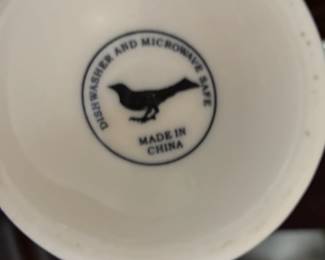 DISHWASHER AND MICROWAVE SAFE
MADE IN
CHINA